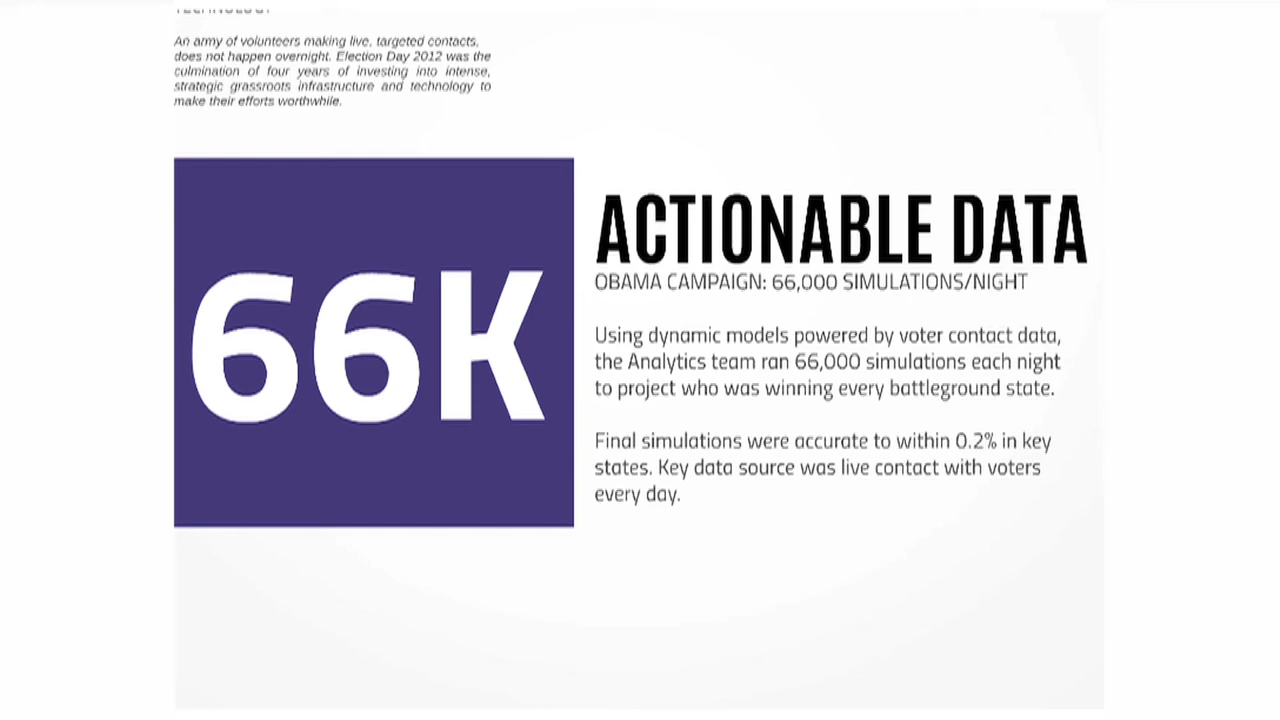 An army of volunteers making live, targeted contacts,
does not happen overnight. Election Day 2012 was the
culmination of four years of investing into intense,
strategic grassroots infrastructure and technology to
make their efforts worthwhile.
66K
ACTIONABLE DATA
OBAMA CAMPAIGN: 66,000 SIMULATIONS/NIGHT
Using dynamic models powered by voter contact data,
the Analytics team ran 66,000 simulations each night
to project who was winning every battleground state.
Final simulations were accurate to within 0.2% in key
states. Key data source was live contact with voters
every day.